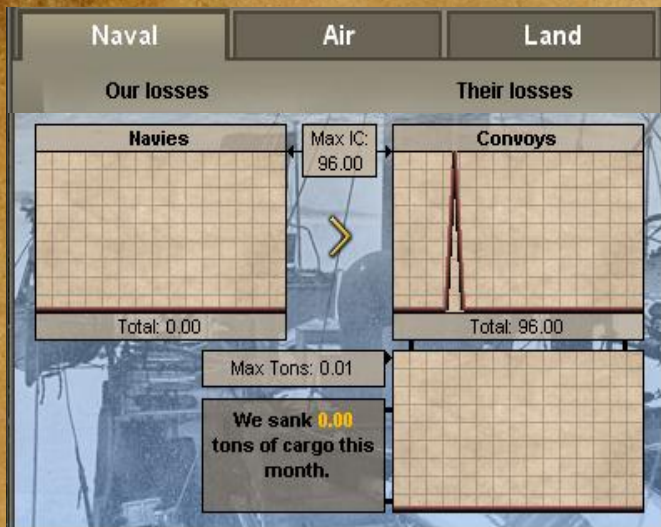 Naval
Air
Land
Our losses
Their losses
Navies
Max IC:
96.00
Convoys
Total: 0.00
Total: 96.00
Max Tons: 0.01
We sank 0.00
tons of cargo this
month.